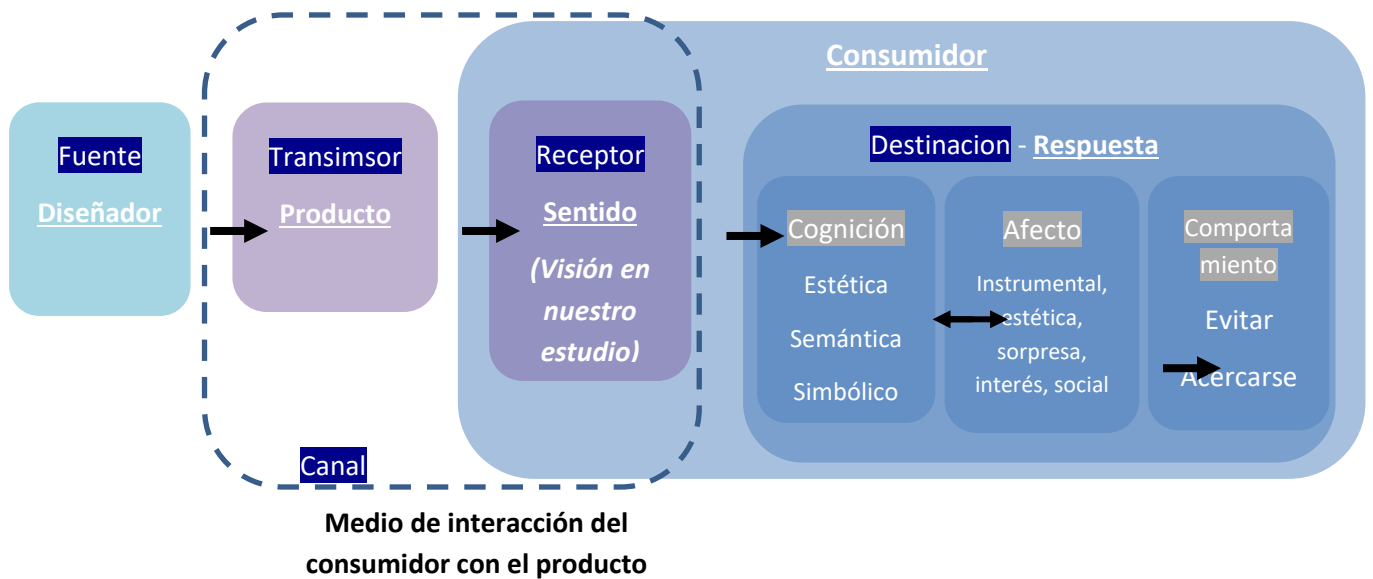 Consumidor
Fuente
Diseñador
Transimsor
Producto
Receptor
Sentido
(Visión en
nuestro
estudio)
Destinacion - Respuesta
Cognición
Estética
Semántica
Simbólico
Afecto
Instrumental,
estética,
sorpresa,
interés, social
Comporta
miento
Evitar
Acercarse
Canal
Medio de interacción del
consumidor con el producto